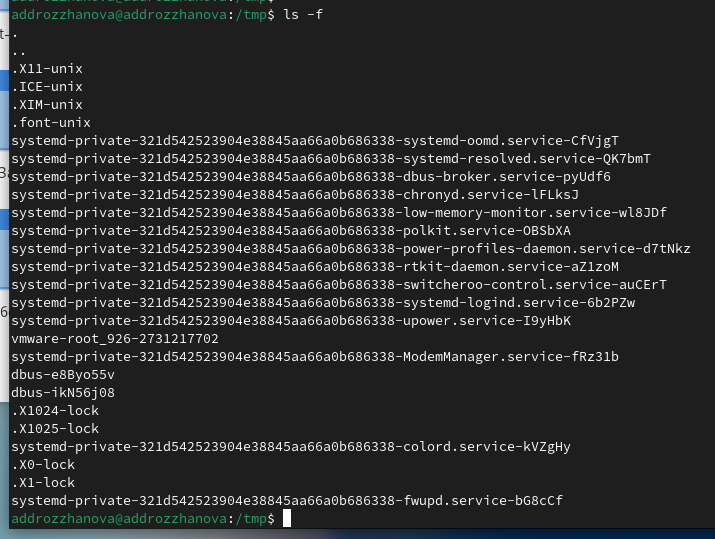 addrozzhanova@addrozzhanova:/tmp$ ls -f
.
..
.X11-unix
.ICE-unix
.XIM-unix
.font-unix
systemd-private-321d542523904e38845aa66a0b686338-systemd-oomd.service-CfVjgT
systemd-private-321d542523904e38845aa66a0b686338-systemd-resolved.service-QK7bmT
systemd-private-321d542523904e38845aa66a0b686338-dbus-broker.service-pyUdf6
systemd-private-321d542523904e38845aa66a0b686338-chronyd.service-lFLksJ
systemd-private-321d542523904e38845aa66a0b686338-low-memory-monitor.service-wl8JDf
systemd-private-321d542523904e38845aa66a0b686338-polkit.service-OBSbXA
systemd-private-321d542523904e38845aa66a0b686338-power-profiles-daemon.service-d7tNkz
systemd-private-321d542523904e38845aa66a0b686338-rtkit-daemon.service-aZ1zoM
systemd-private-321d542523904e38845aa66a0b686338-switcheroo-control.service-auCErT
systemd-private-321d542523904e38845aa66a0b686338-systemd-logind.service-6b2PZw
systemd-private-321d542523904e38845aa66a0b686338-upower.service-I9yHbK
vmware-root_926-2731217702
systemd-private-321d542523904e38845aa66a0b686338-ModemManager.service-fRz31b
dbus-e8Byo55v
dbus-ikN56j08
.X1024-lock
.X1025-lock
systemd-private-321d542523904e38845aa66a0b686338-colord.service-kVZgHy
.X0-lock
.X1-lock
systemd-private-321d542523904e38845aa66a0b686338-fwupd.service-bG8cCf
addrozzhanova@addrozzhanova:/tmp$